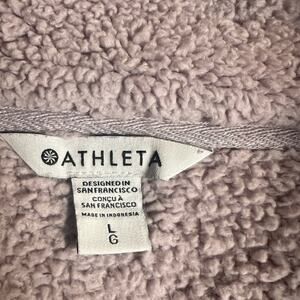 ATHLETA
DESIGNED IN
SAN FRANCISCO
CONÇU À
SAN FRANCISCO
MADE IN INDONESIA
L
G